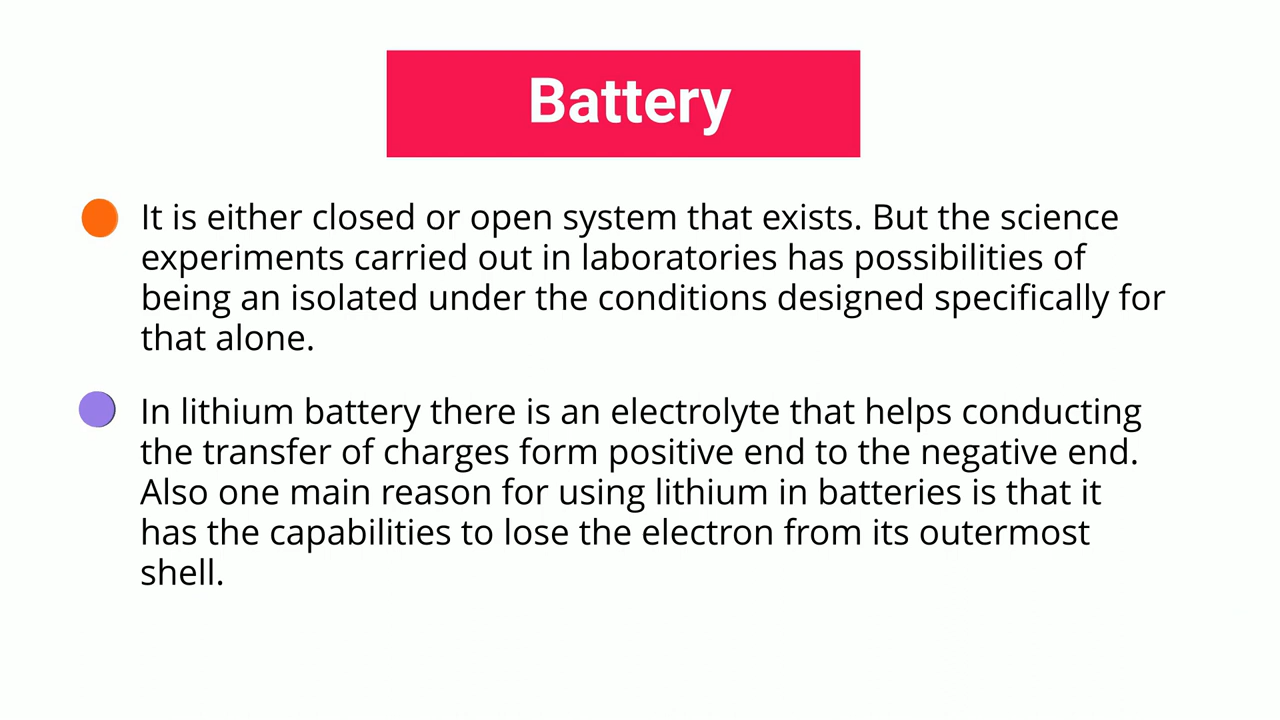 Battery
It is either closed or open system that exists. But the science
experiments carried out in laboratories has possibilities of
being an isolated under the conditions designed specifically for
that alone.
In lithium battery there is an electrolyte that helps conducting
the transfer of charges form positive end to the negative end.
Also one main reason for using lithium in batteries is that it
has the capabilities to lose the electron from its outermost
shell.